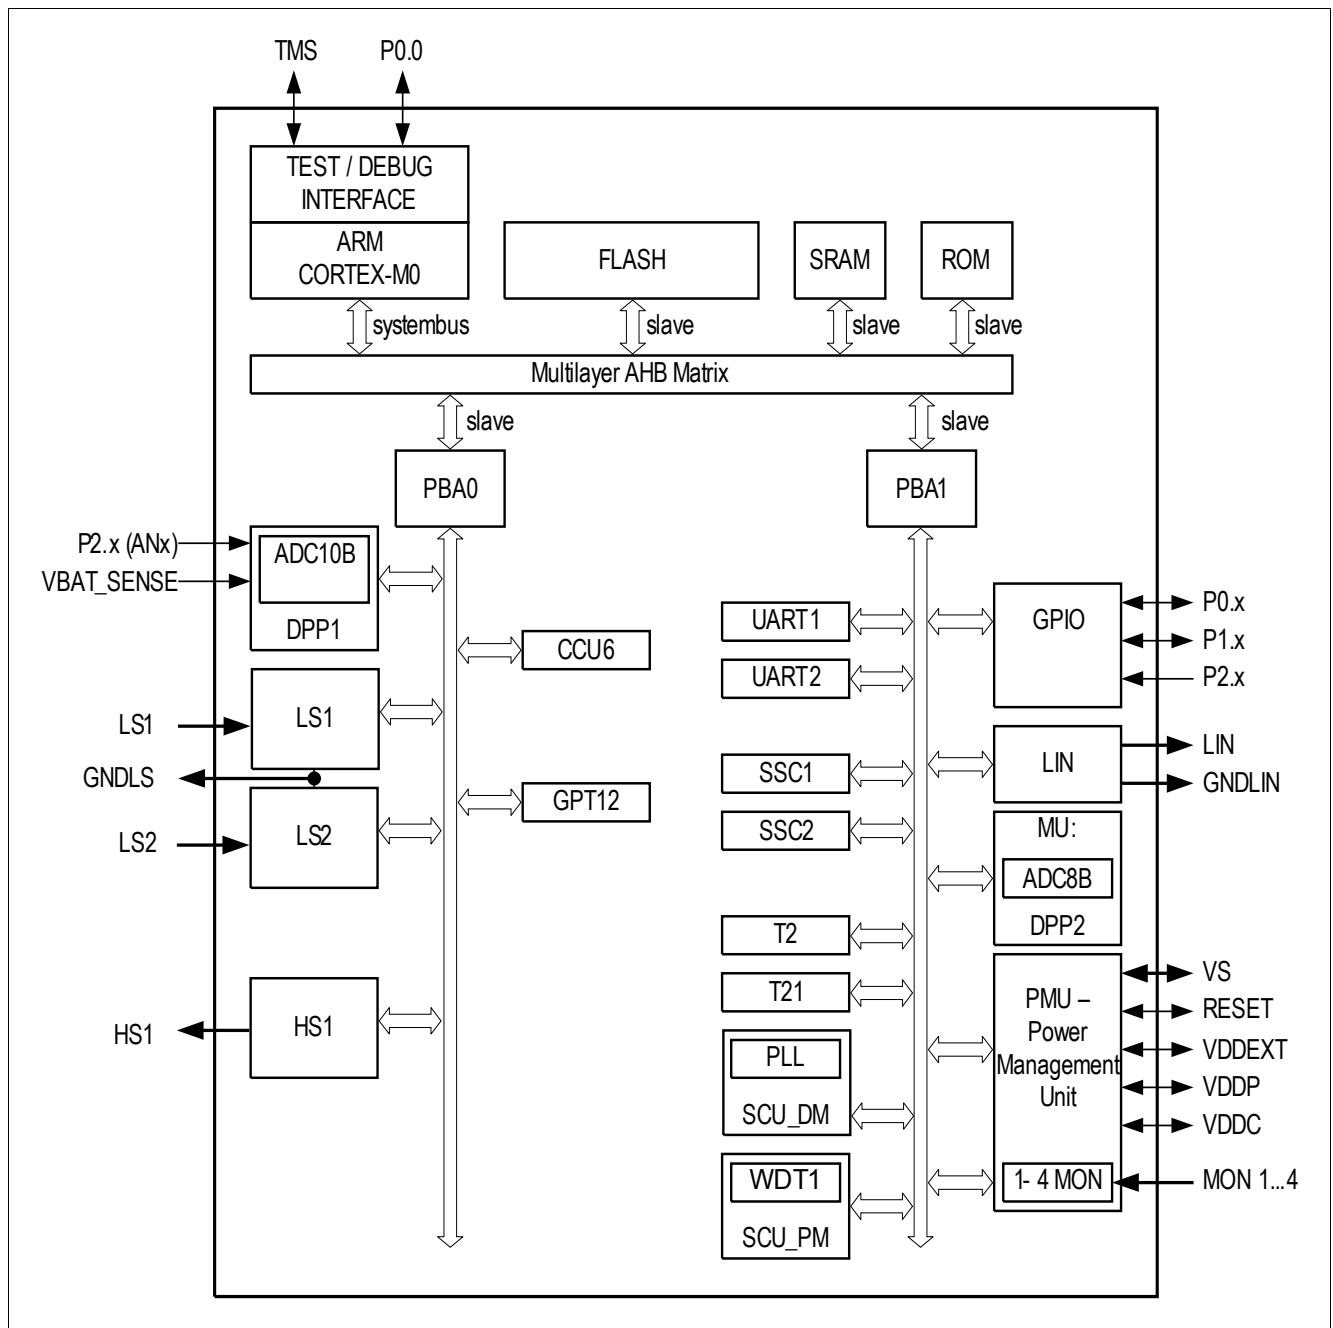 TMS
P0.0
TEST / DEBUG
INTERFACE
ARM
CORTEX-M0
FLASH
SRAM
ROM
systembus
slave
slave
slave
Multilayer AHB Matrix
slave
slave
PBA0
PBA1
P2.x (ANx)
VBAT_SENSE
ADC10B
DPP1
CCU6
LS1
LS1
GNDLS
LS2
LS2
GPT12
HS1
HS1
UART1
UART2
SSC1
SSC2
T2
T21
PLL
SCU_DM
WDT1
SCU_PM
GPIO
P0.x
P1.x
P2.x
LIN
LIN
GNDLIN
MU:
ADC8B
DPP2
PMU –
Power
Management
Unit
1- 4 MON
VS
RESET
VDDEXT
VDDP
VDDC
MON 1...4